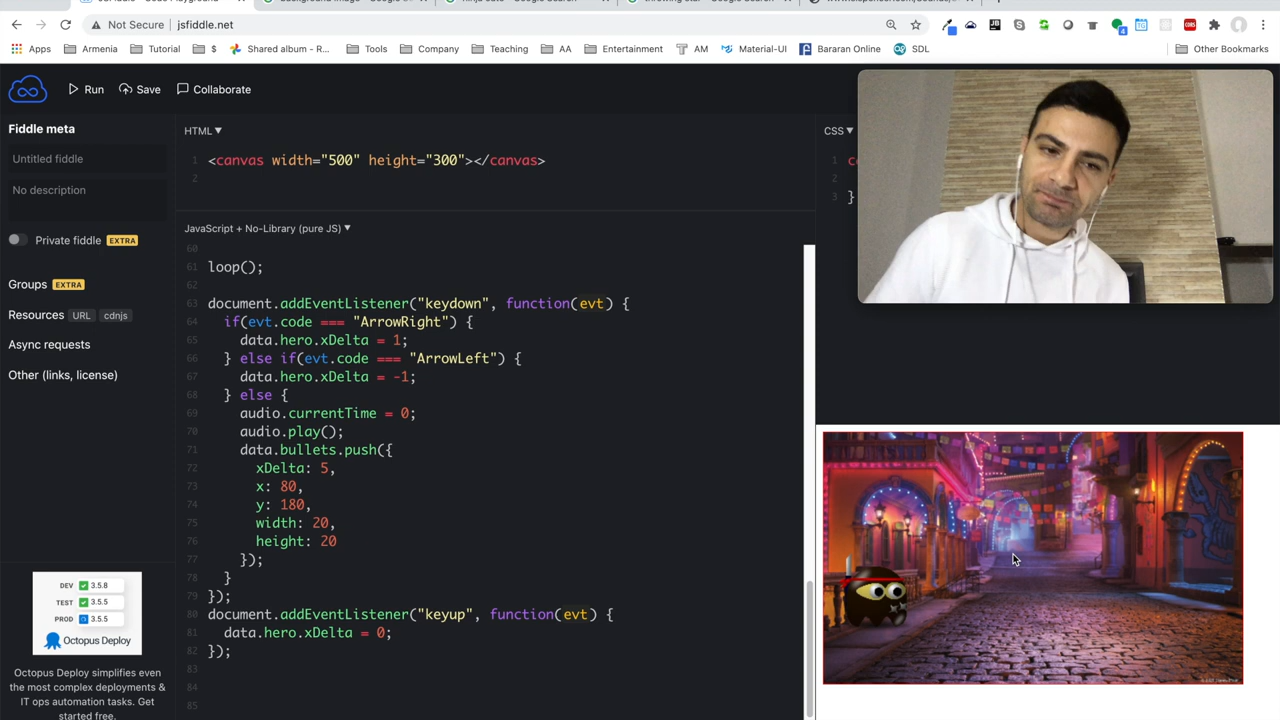 Not Secure | jsfiddle.net
Apps
Armenia
Tutorial
$
Shared album - R...
Tools
Company
Teaching
AA
Entertainment
AM
Material-UI
Bararan Online
SDL
Other Bookmarks
Run
Save
Collaborate
Fiddle meta
Untitled fiddle
No description
Private fiddle EXTRA
Groups EXTRA
Resources URL cdnjs
Async requests
Other (links, license)
DEV 3.5.8
TEST 3.5.5
PROD 3.5.5
Octopus Deploy
Octopus Deploy simplifies even
the most complex deployments &
IT ops automation tasks. Get
started free.
HTML ▼
1 <canvas width="500" height="300"></canvas>
2
JavaScript + No-Library (pure JS) ▼
60
61 loop();
62
63 document.addEventListener("keydown", function(evt) {
64 if(evt.code === "ArrowRight") {
65 data.hero.xDelta = 1;
66 } else if(evt.code === "ArrowLeft") {
67 data.hero.xDelta = -1;
68 } else {
69 audio.currentTime = 0;
70 audio.play();
71 data.bullets.push({
72 xDelta: 5,
73 x: 80,
74 y: 180,
75 width: 20,
76 height: 20
77 });
78 }
79 });
80 document.addEventListener("keyup", function(evt) {
81 data.hero.xDelta = 0;
82 });
83
84
85
CSS ▼
1
2
3 }